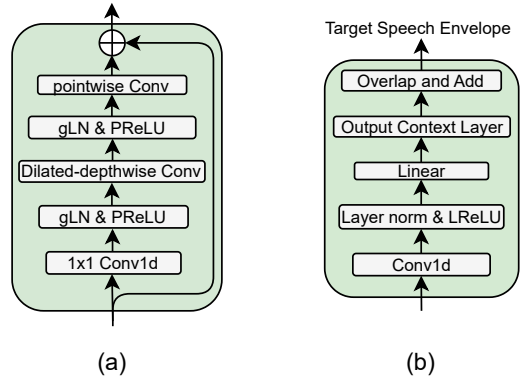 pointwise Conv
gLN & PReLU
Dilated-depthwise Conv
gLN & PReLU
1x1 Conv1d
(a)
Target Speech Envelope
Overlap and Add
Output Context Layer
Linear
Layer norm & LReLU
Conv1d
(b)